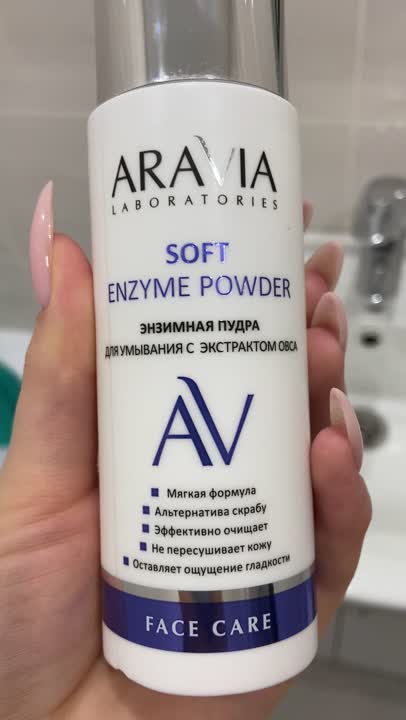 ARAVIA
LABORATORIES
SOFT
ENZYME POWDER
ЭНЗИМНАЯ ПУДРА
ДЛЯ УМЫВАНИЯ С ЭКСТРАКТОМ ОВСА
AV
Мягкая формула
Альтернатива скрабу
Эффективно очищает
Не пересушивает кожу
Оставляет ощущение гладкости
FACE CARE